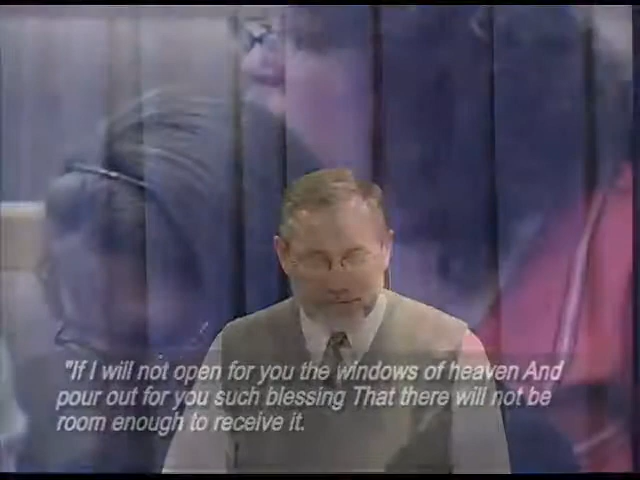 "If I will not open for you the windows of heaven And
pour out for you such blessing That there will not be
room enough to receive it.